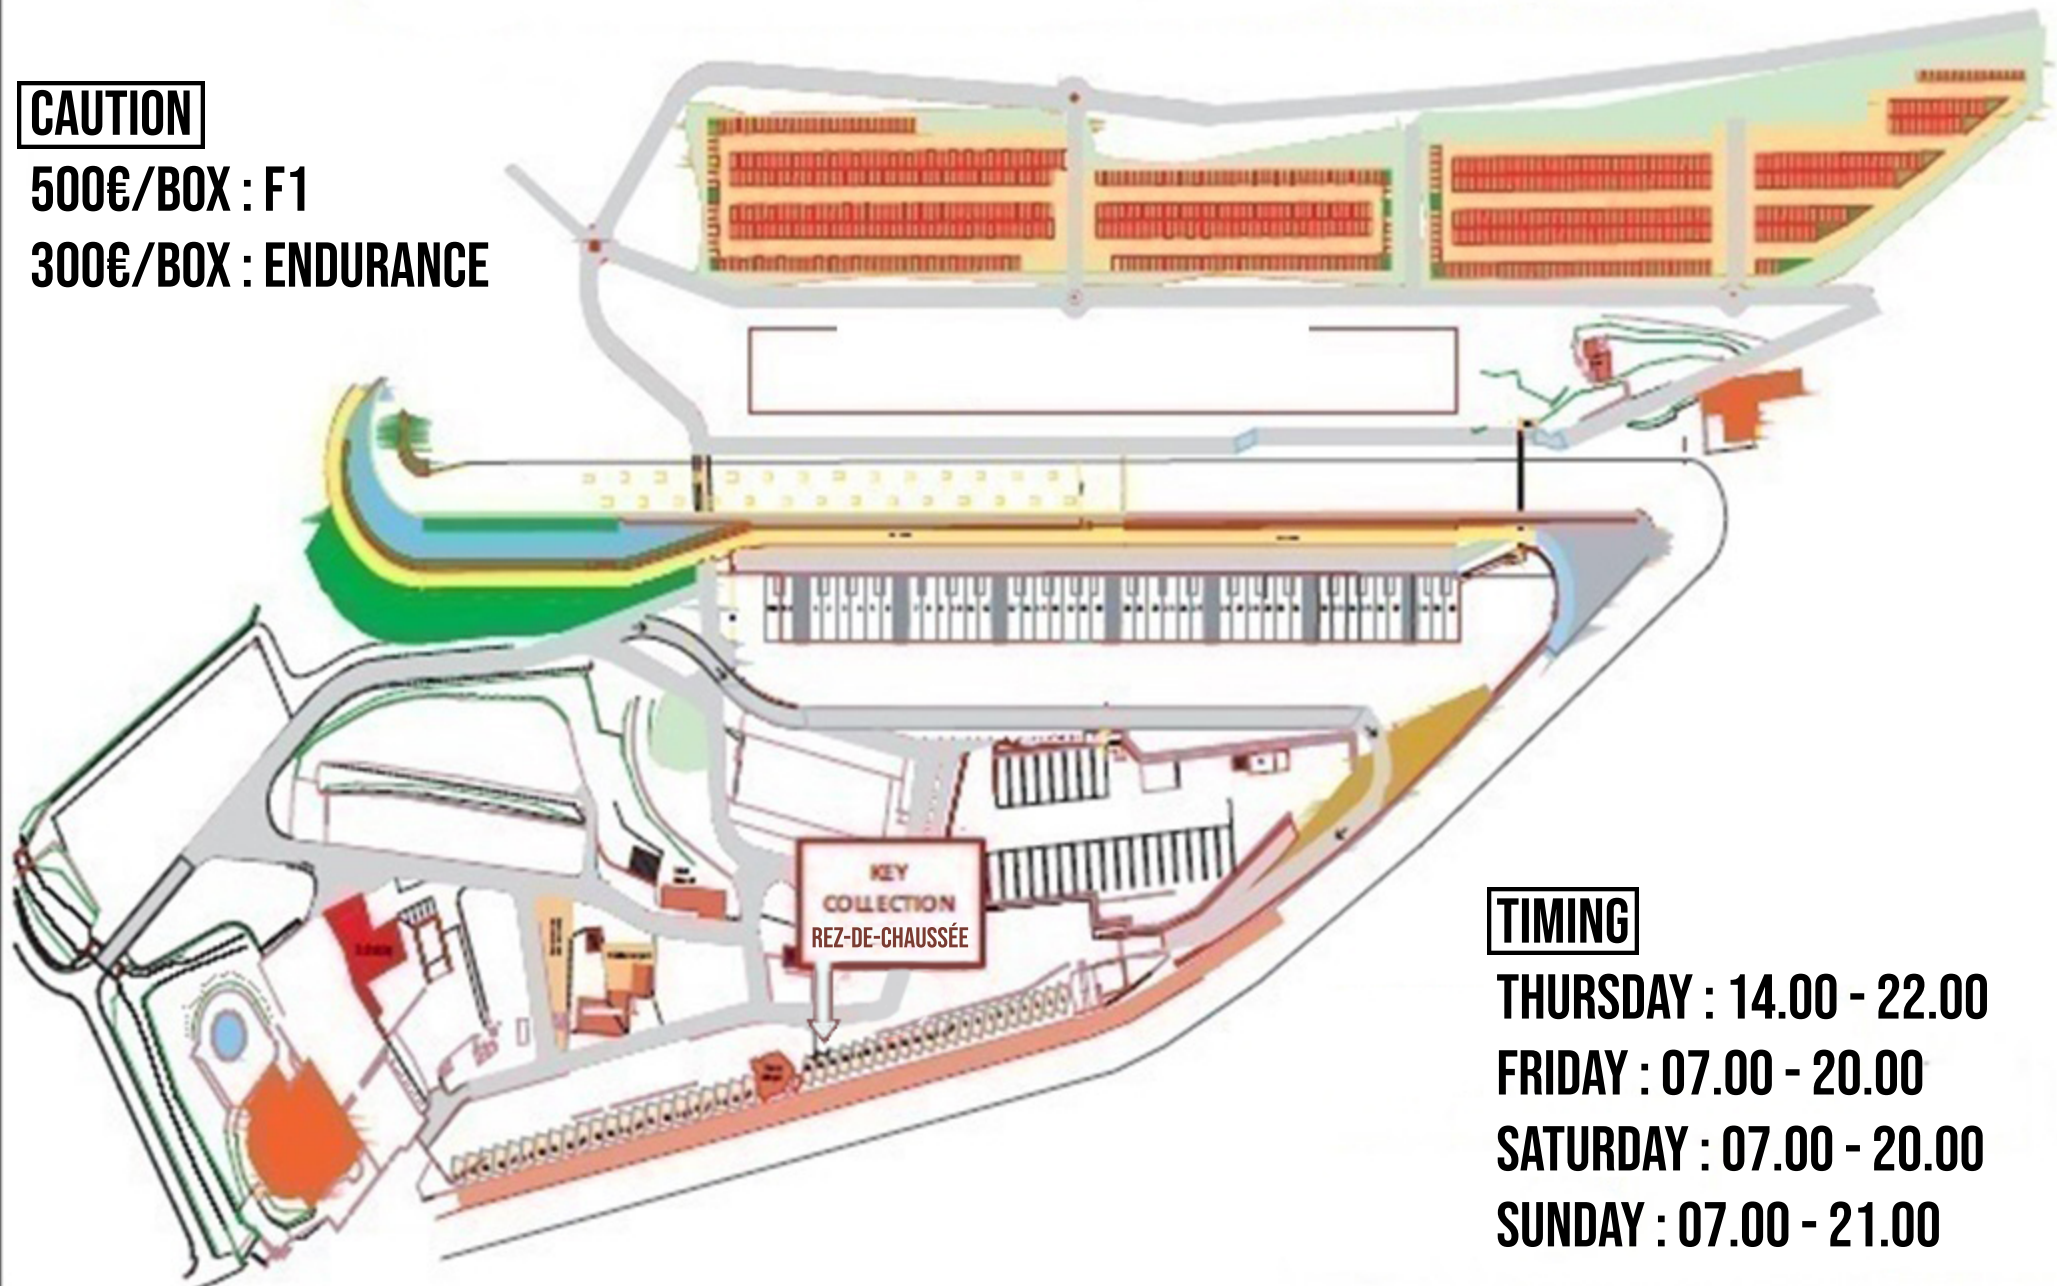 CAUTION
500€/BOX : F1
300€/BOX : ENDURANCE
KEY
COLLECTION
REZ-DE-CHAUSSÉE
TIMING
THURSDAY : 14.00 - 22.00
FRIDAY : 07.00 - 20.00
SATURDAY : 07.00 - 20.00
SUNDAY : 07.00 - 21.00